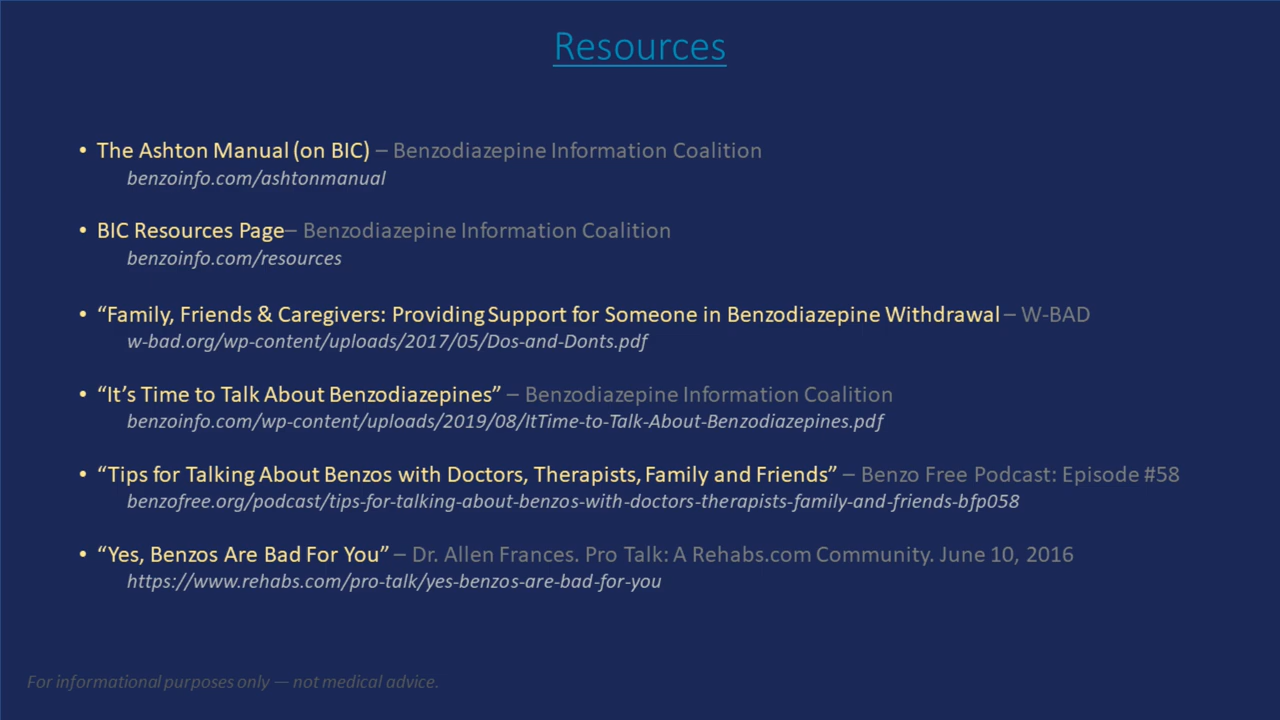 Resources
• The Ashton Manual (on BIC) – Benzodiazepine Information Coalition
benzoinfo.com/ashtonmanual
• BIC Resources Page– Benzodiazepine Information Coalition
benzoinfo.com/resources
• “Family, Friends & Caregivers: Providing Support for Someone in Benzodiazepine Withdrawal – W-BAD
w-bad.org/wp-content/uploads/2017/05/Dos-and-Donts.pdf
• “It’s Time to Talk About Benzodiazepines” – Benzodiazepine Information Coalition
benzoinfo.com/wp-content/uploads/2019/08/ItTime-to-Talk-About-Benzodiazepines.pdf
• “Tips for Talking About Benzos with Doctors, Therapists, Family and Friends” – Benzo Free Podcast: Episode #58
benzofree.org/podcast/tips-for-talking-about-benzos-with-doctors-therapists-family-and-friends-bfp058
• “Yes, Benzos Are Bad For You” – Dr. Allen Frances. Pro Talk: A Rehabs.com Community. June 10, 2016
https://www.rehabs.com/pro-talk/yes-benzos-are-bad-for-you
For informational purposes only — not medical advice.